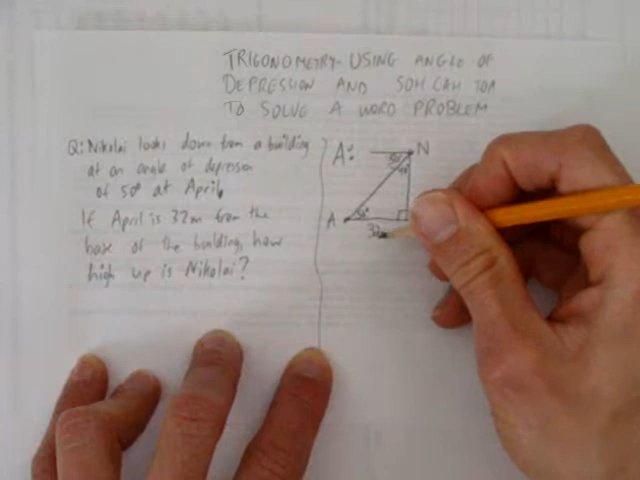 TRIGONOMETRY- USING ANGLE OF
DEPRESSION AND SOH CAH TOA
TO SOLVE A WORD PROBLEM
Q: Nikolai looks down from a building
at an angle of depression
of 50° at April.
If April is 32m from the
base of the building, how
high up is Nikolai?
A:
N
50°
40°
A
50°
32m